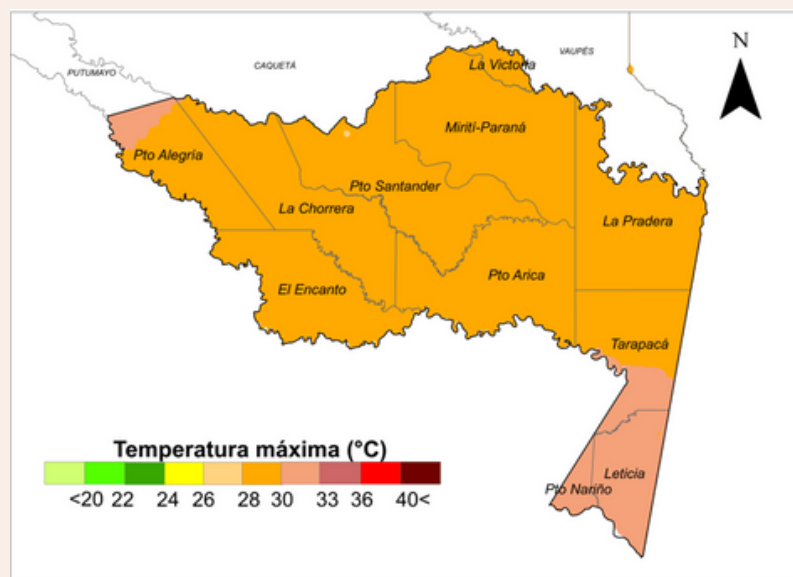 N
VAUPÉS
La Victoria
CAQUETÁ
PUTUMAYO
Mirití-Paraná
Pto Alegría
Pto Santander
La Chorrera
La Pradera
Pto Arica
El Encanto
Tarapacá
Temperatura máxima (°C)
<20 22 24 26 28 30 33 36 40<
Leticia
Pto Nariño